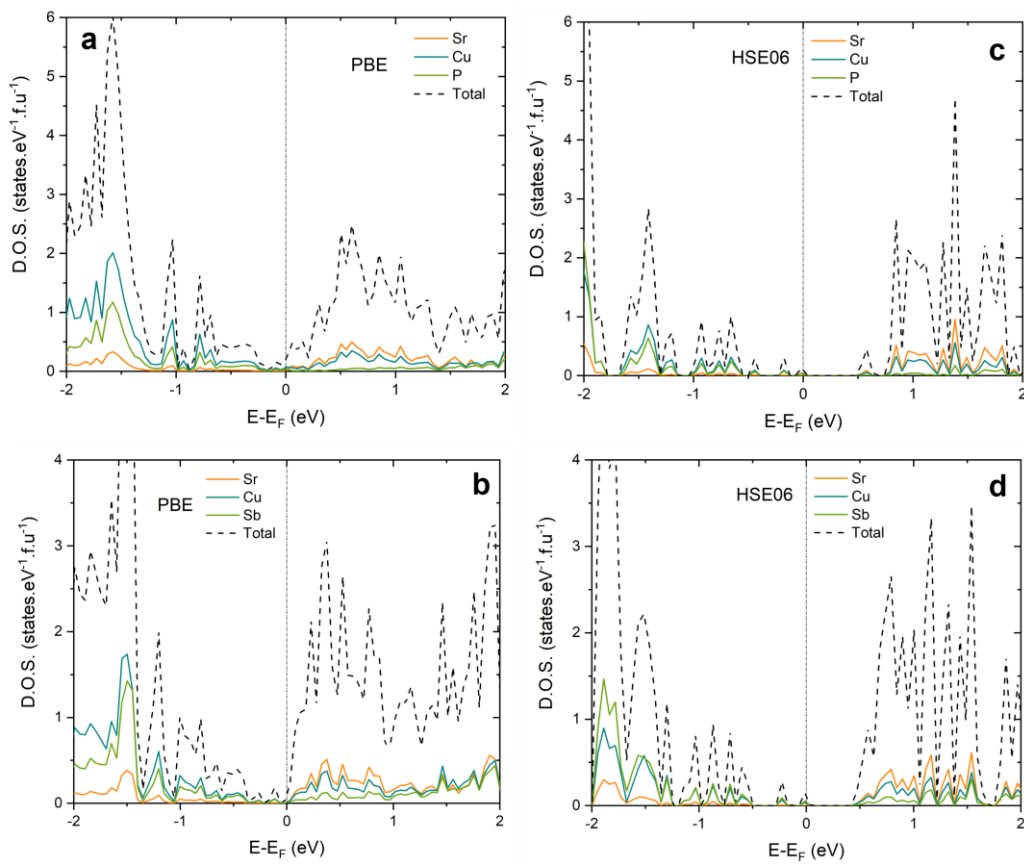 a
PBE
Sr
Cu
P
Total
D.O.S. (states.eV⁻¹.f.u⁻¹)
6
5
4
3
2
1
0
-2
-1
0
1
2
E-E_F (eV)
c
HSE06
Sr
Cu
P
Total
D.O.S. (states.eV⁻¹.f.u⁻¹)
6
5
4
3
2
1
0
-2
-1
0
1
2
E-E_F (eV)
b
PBE
Sr
Cu
Sb
Total
D.O.S. (states.eV⁻¹.f.u⁻¹)
4
3
2
1
0
-2
-1
0
1
2
E-E_F (eV)
d
HSE06
Sr
Cu
Sb
Total
D.O.S. (states.eV⁻¹.f.u⁻¹)
4
3
2
1
0
-2
-1
0
1
2
E-E_F (eV)